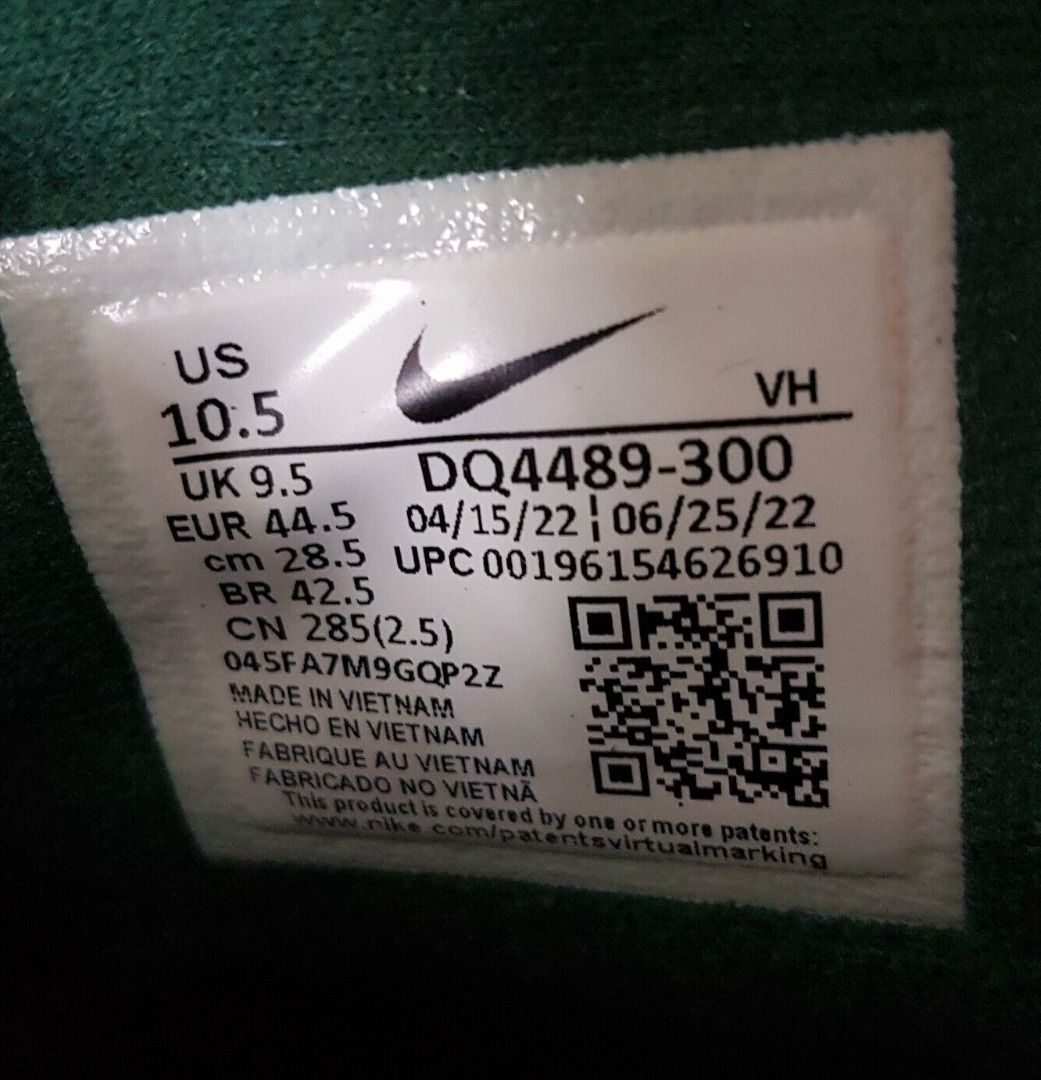 US
10.5
VH
UK 9.5
DQ4489-300
EUR 44.5
04/15/22 ¦ 06/25/22
cm 28.5
UPC 00196154626910
BR 42.5
CN 285(2.5)
045FA7M9GQP2Z
MADE IN VIETNAM
HECHO EN VIETNAM
FABRIQUE AU VIETNAM
FABRICADO NO VIETNÃ
This product is covered by one or more patents:
www.nike.com/patentsvirtualmarking